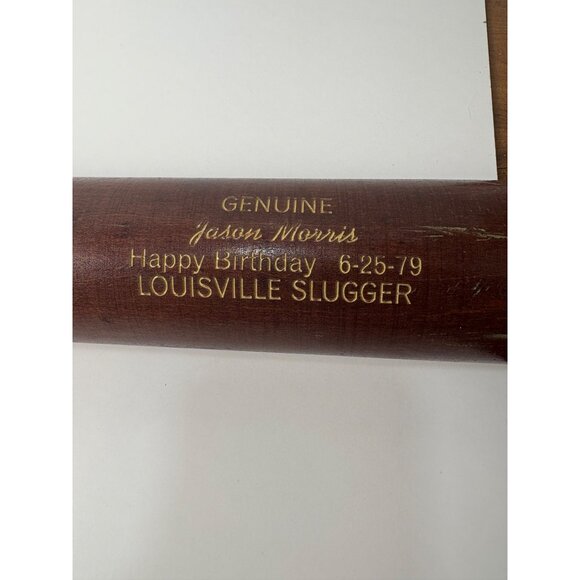 GENUINE
Jason Morris
Happy Birthday 6-25-79
LOUISVILLE SLUGGER